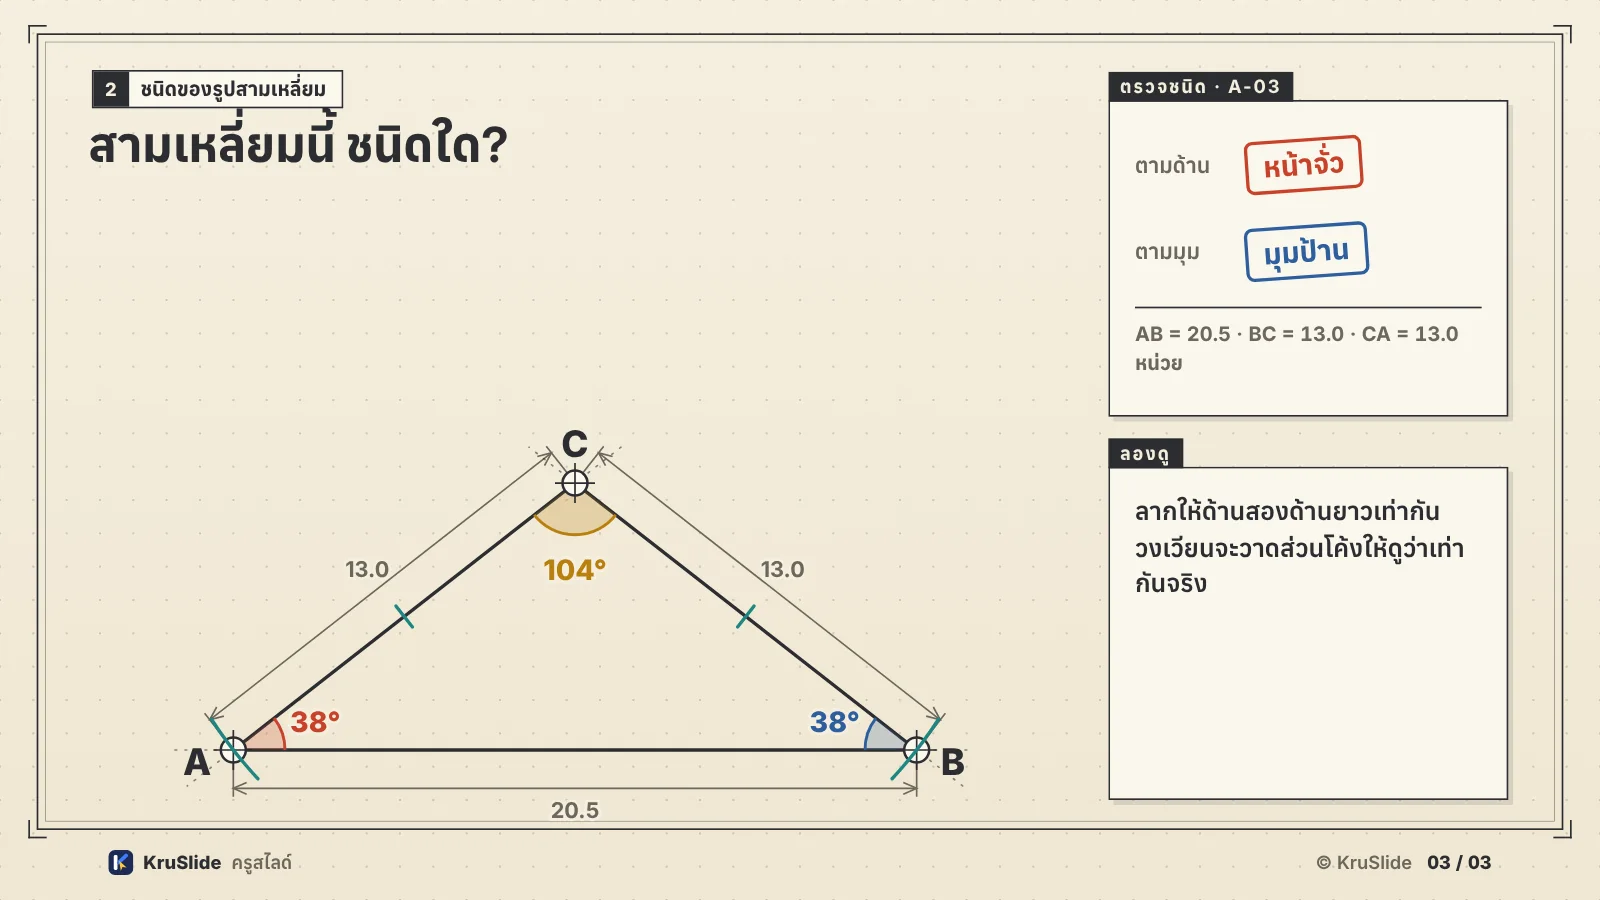 2 ชนิดของรูปสามเหลี่ยม
สามเหลี่ยมนี้ ชนิดใด?
C
13.0
13.0
104°
38°
38°
A
B
20.5
ตรวจชนิด · A-03
ตามด้าน หน้าจั่ว
ตามมุม มุมป้าน
AB = 20.5 · BC = 13.0 · CA = 13.0
หน่วย
ลองดู
ลากให้ด้านสองด้านยาวเท่ากัน
วงเวียนจะวาดส่วนโค้งให้ดูว่าเท่า
กันจริง
KruSlide ครูสไลด์
© KruSlide 03 / 03